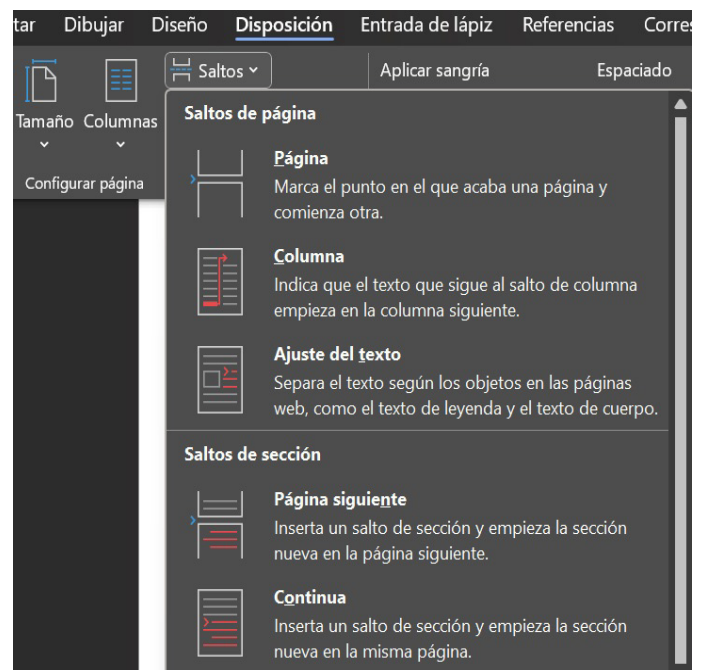 tar Dibujar Diseño Disposición Entrada de lápiz Referencias Corres
Saltos Aplicar sangría Espaciado
Tamaño Columnas
Configurar página
Saltos de página
Página
Marca el punto en el que acaba una página y
comienza otra.
Columna
Indica que el texto que sigue al salto de columna
empieza en la columna siguiente.
Ajuste del texto
Separa el texto según los objetos en las páginas
web, como el texto de leyenda y el texto de cuerpo.
Saltos de sección
Página siguiente
Inserta un salto de sección y empieza la sección
nueva en la página siguiente.
Continua
Inserta un salto de sección y empieza la sección
nueva en la misma página.